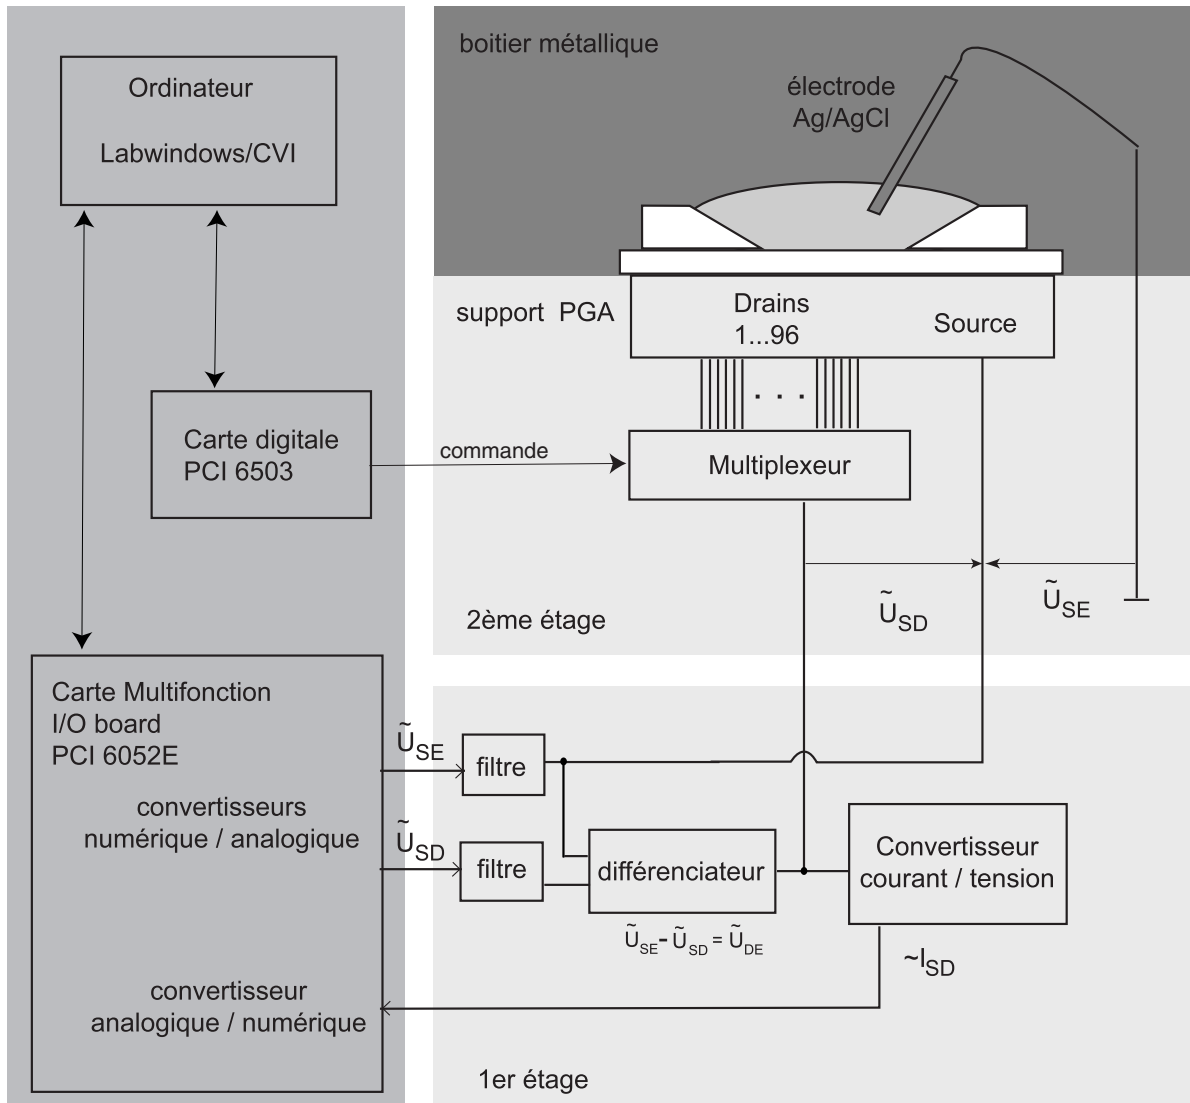 boitier métallique
électrode
Ag/AgCl
Ordinateur
Labwindows/CVI
support PGA
Drains
1...96
Source
. . .
Carte digitale
PCI 6503
commande
Multiplexeur
Ũ_SD
Ũ_SE
2ème étage
Carte Multifonction
I/O board
PCI 6052E
Ũ_SE
filtre
convertisseurs
numérique / analogique
Ũ_SD
filtre
différenciateur
Ũ_SE - Ũ_SD = Ũ_DE
Convertisseur
courant / tension
~I_SD
convertisseur
analogique / numérique
1er étage